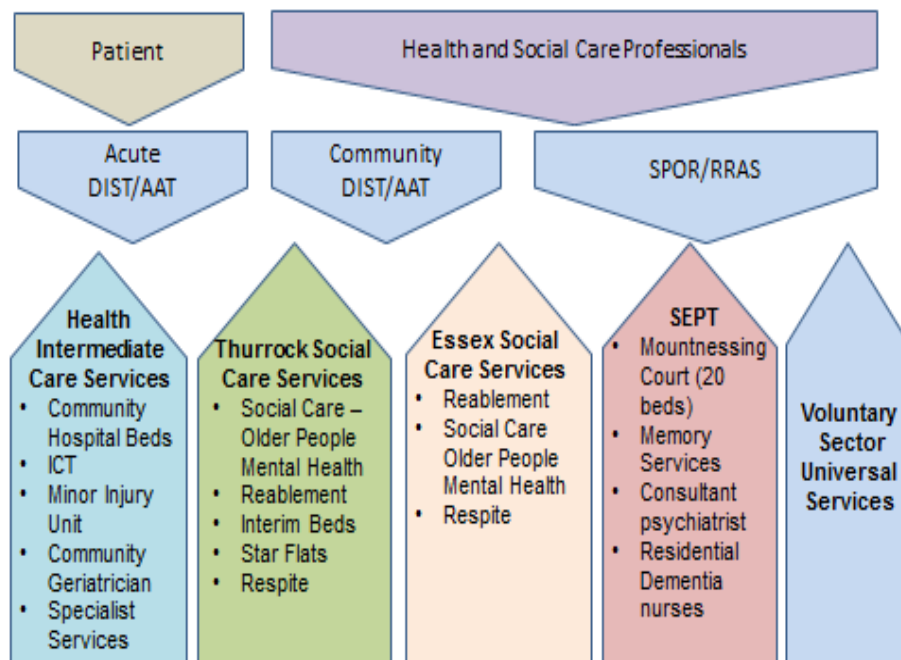 Patient
Health and Social Care Professionals
Acute
DIST/AAT
Community
DIST/AAT
SPOR/RRAS
Health
Intermediate
Care Services
• Community
Hospital Beds
• ICT
• Minor Injury
Unit
• Community
Geriatrician
• Specialist
Services
Thurrock Social
Care Services
• Social Care –
Older People
Mental Health
• Reablement
• Interim Beds
• Star Flats
• Respite
Essex Social
Care Services
• Reablement
• Social Care
Older People
Mental Health
• Respite
SEPT
• Mountnessing
Court (20
beds)
• Memory
Services
• Consultant
psychiatrist
• Residential
Dementia
nurses
Voluntary
Sector
Universal
Services